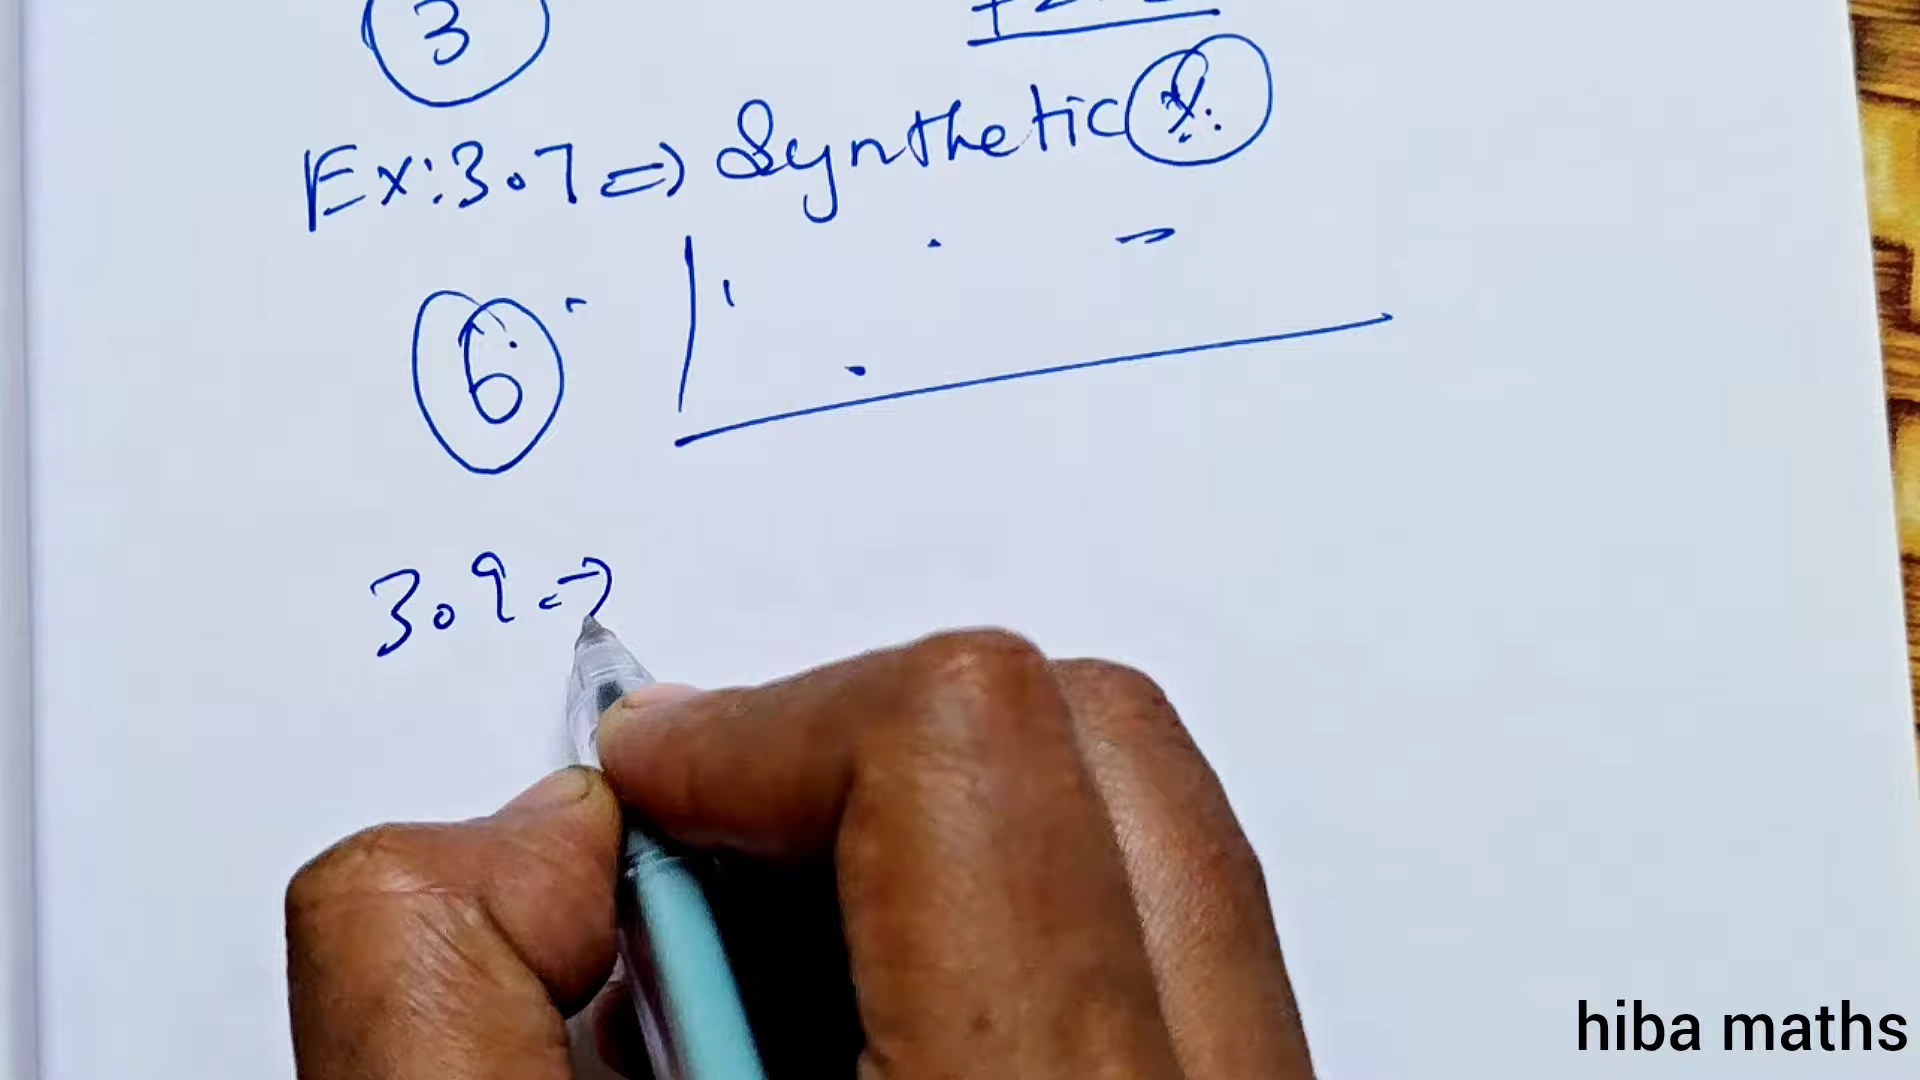 3
Ex:3.7 => Synthetic
6
3.9 =>
hiba maths